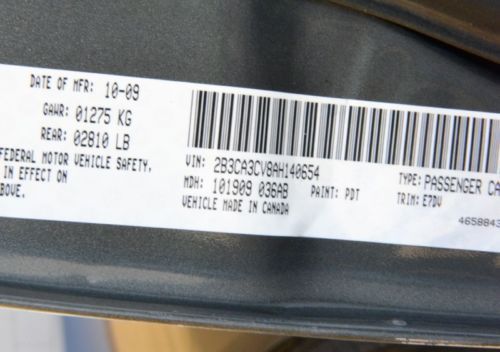 DATE OF MFR: 10-09
GAWR: 01275 KG
REAR: 02810 LB
FEDERAL MOTOR VEHICLE SAFETY,
IN EFFECT ON
ABOVE.
VIN: 2B3CA3CV8AH140654
MDH: 101909 036AB
PAINT: PDT
VEHICLE MADE IN CANADA
TYPE: PASSENGER CA
TRIM: E7DV
4658843